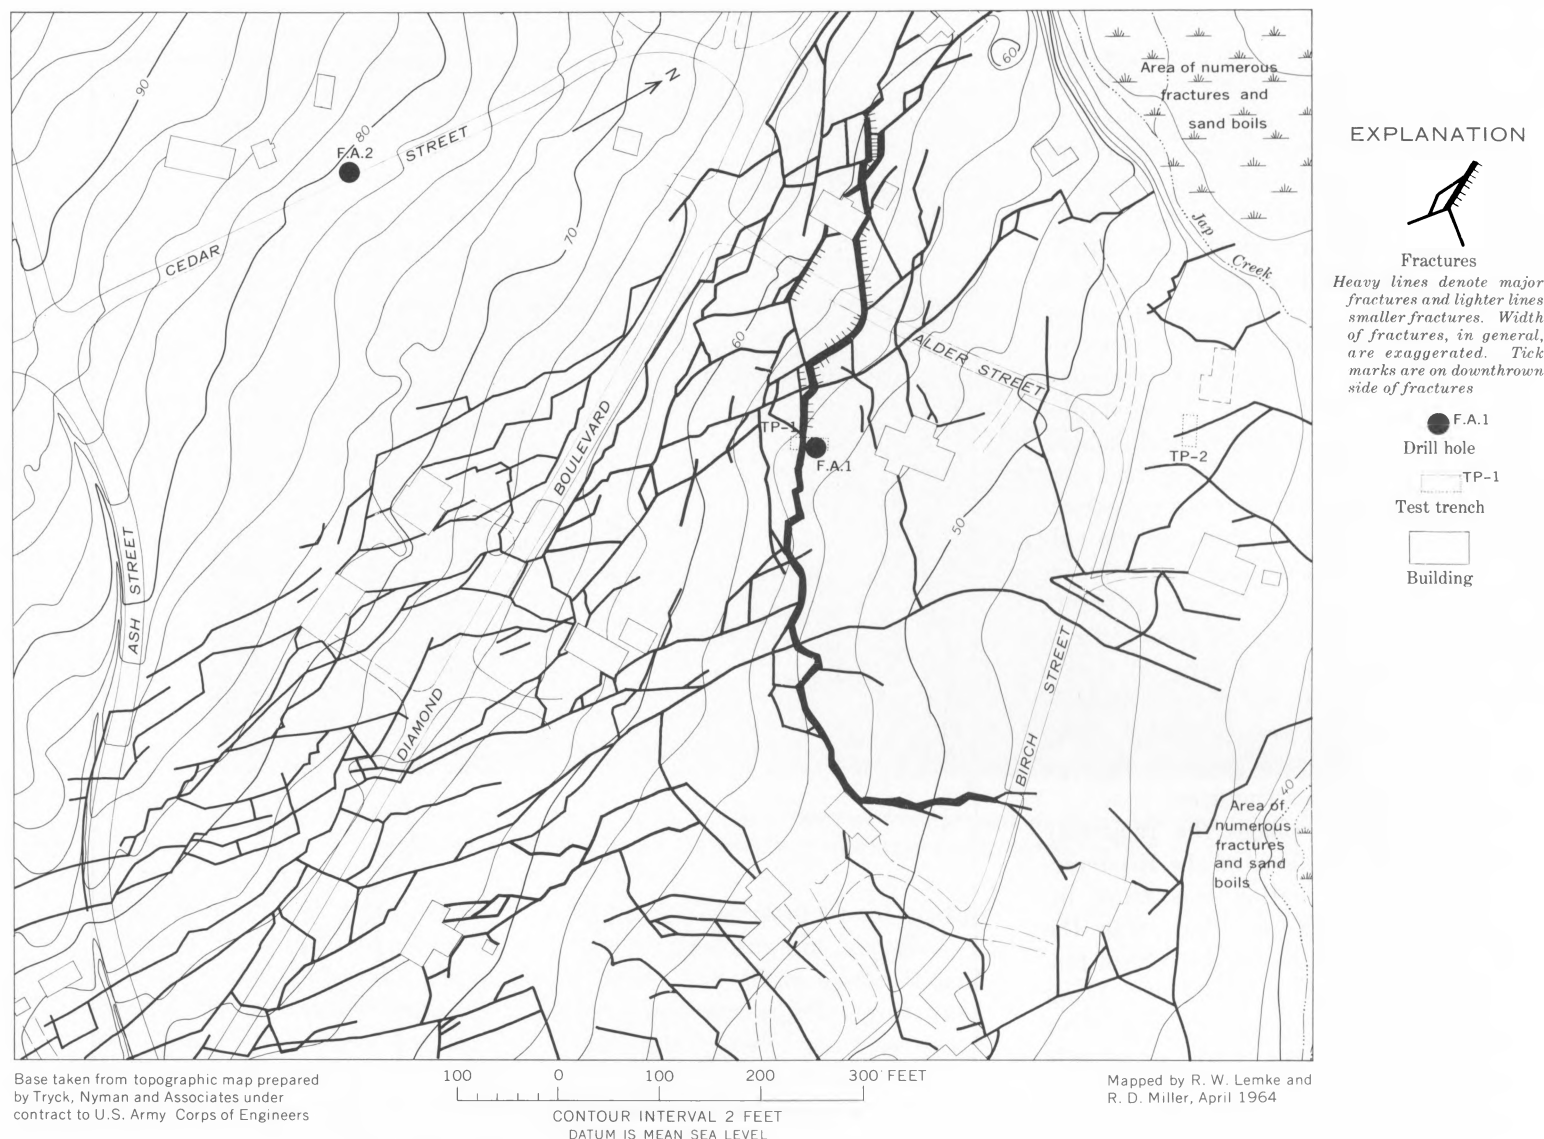 90
80
F.A.2
CEDAR
STREET
N
60
Area of numerous
fractures and
sand boils
Jap
Creek
70
60
ALDER STREET
BOULEVARD
TP-1
F.A.1
TP-2
50
ASH STREET
DIAMOND
BIRCH STREET
40
Area of
numerous
fractures
and sand
boils
EXPLANATION
Fractures
Heavy lines denote major
fractures and lighter lines
smaller fractures. Width
of fractures, in general,
are exaggerated. Tick
marks are on downthrown
side of fractures
F.A.1
Drill hole
TP-1
Test trench
Building
Base taken from topographic map prepared
by Tryck, Nyman and Associates under
contract to U.S. Army Corps of Engineers
100 0 100 200 300 FEET
CONTOUR INTERVAL 2 FEET
DATUM IS MEAN SEA LEVEL
Mapped by R. W. Lemke and
R. D. Miller, April 1964